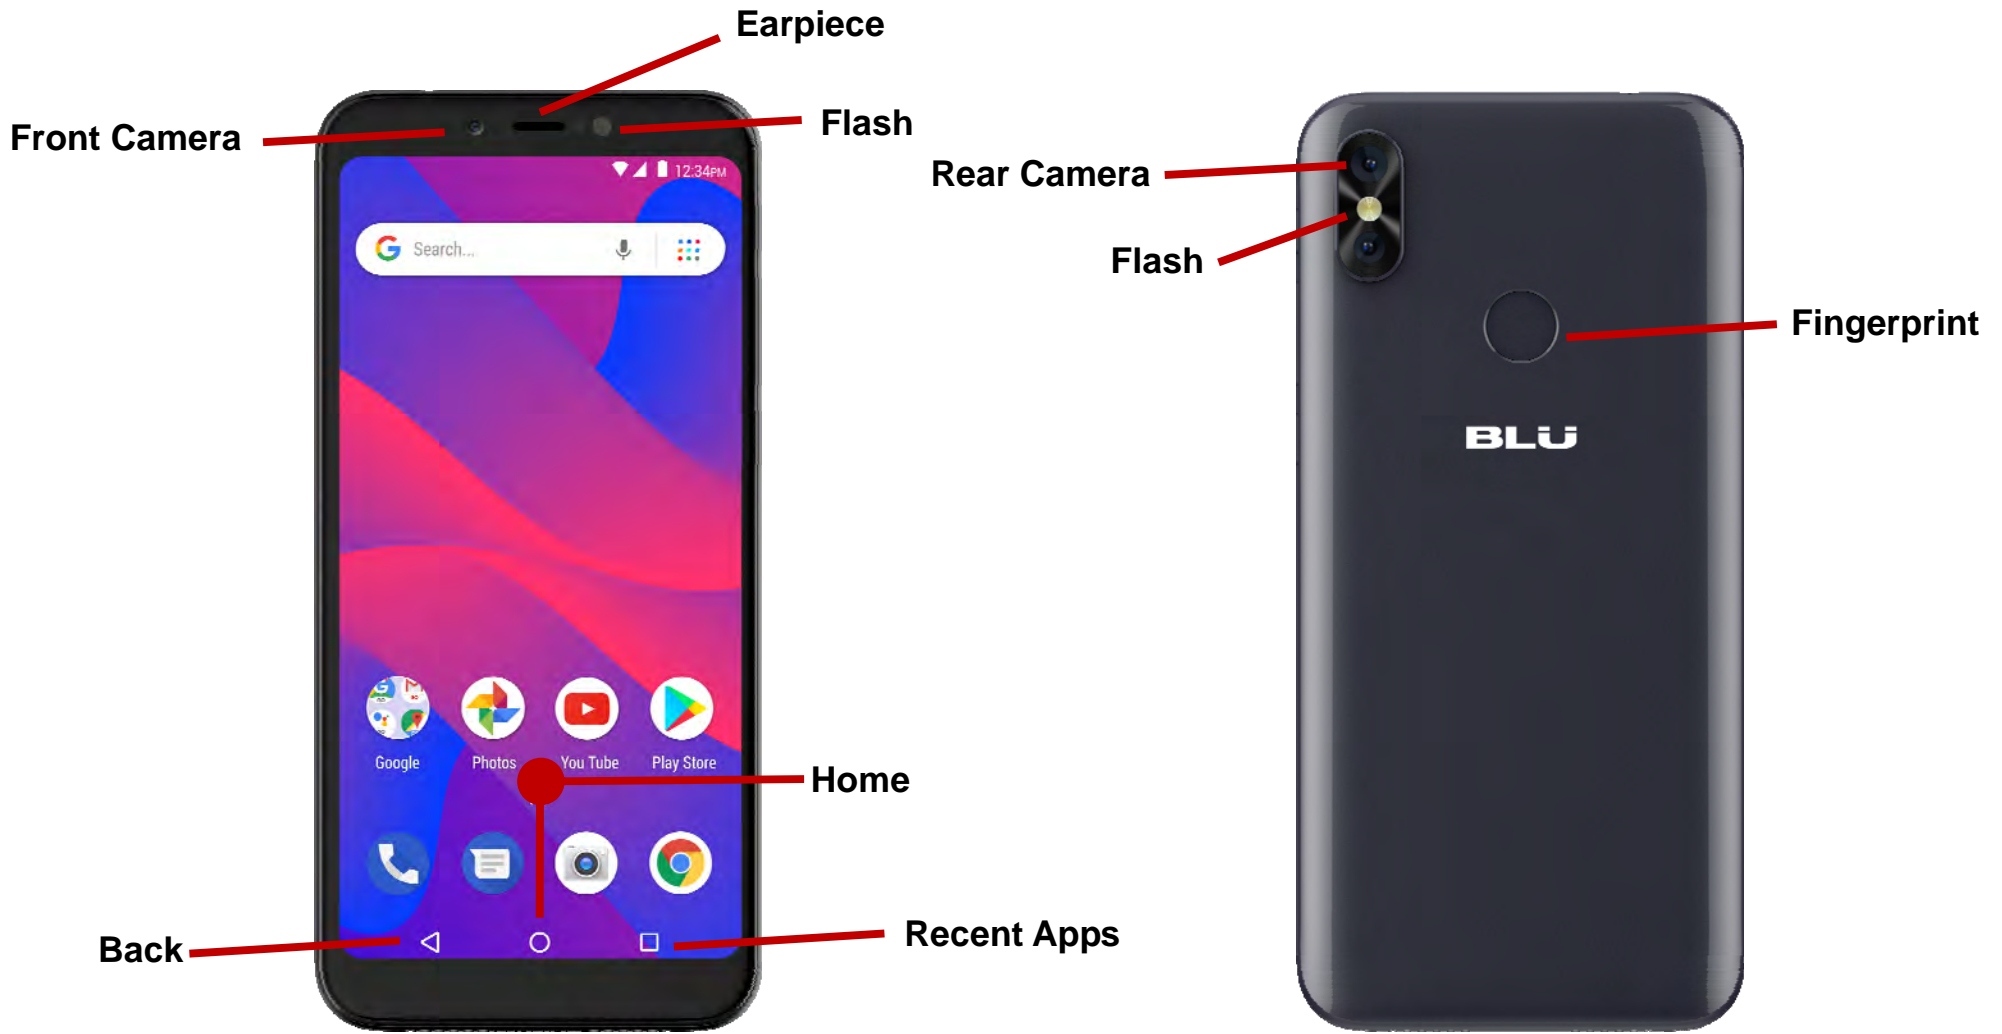 Earpiece
Front Camera
Flash
12:34PM
Search...
Google
Photos
You Tube
Play Store
Home
Back
Recent Apps
Rear Camera
Flash
Fingerprint
BLU